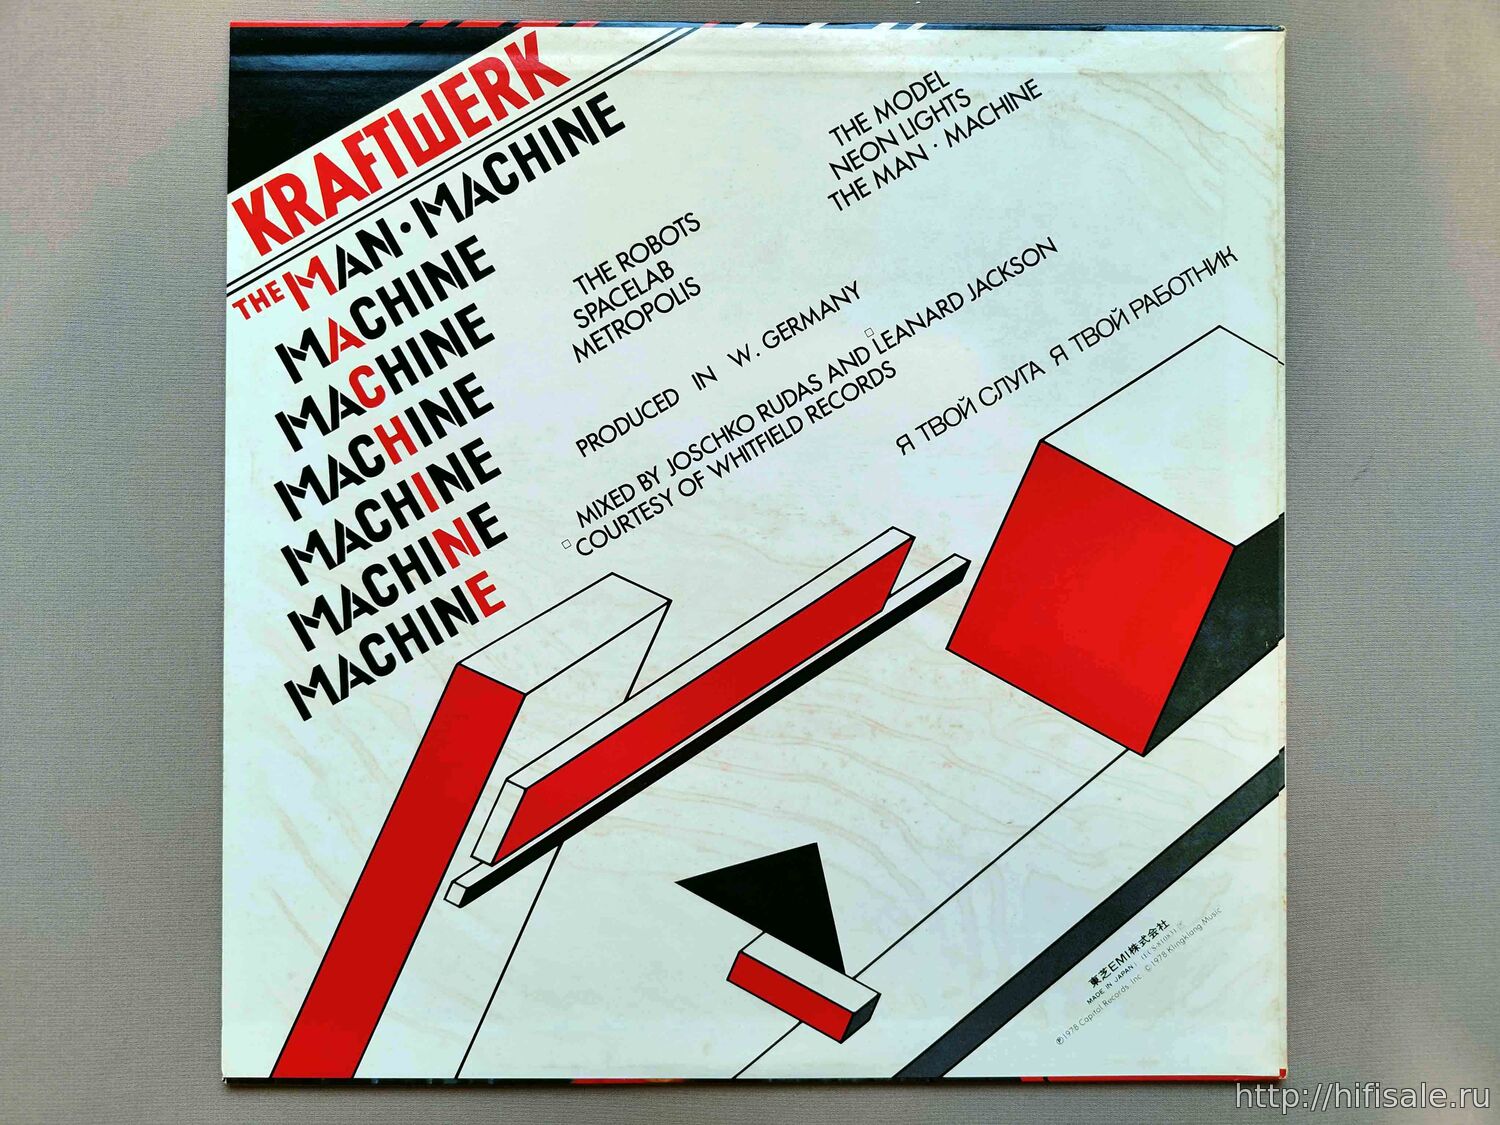 KRAFTWERK
THE MAN·MACHINE
MACHINE
MACHINE
MACHINE
MACHINE
MACHINE
MACHINE
THE ROBOTS
SPACELAB
METROPOLIS
THE MODEL
NEON LIGHTS
THE MAN · MACHINE
PRODUCED IN W. GERMANY
MIXED BY JOSCHKO RUDAS AND □LEANARD JACKSON
□COURTESY OF WHITFIELD RECORDS
Я ТВОЙ СЛУГА Я ТВОЙ РАБОТНИК
東芝EMI株式会社
MADE IN JAPAN
℗1978 Capitol Records, Inc. ©1978 Klingklang Music
http://hifisale.ru